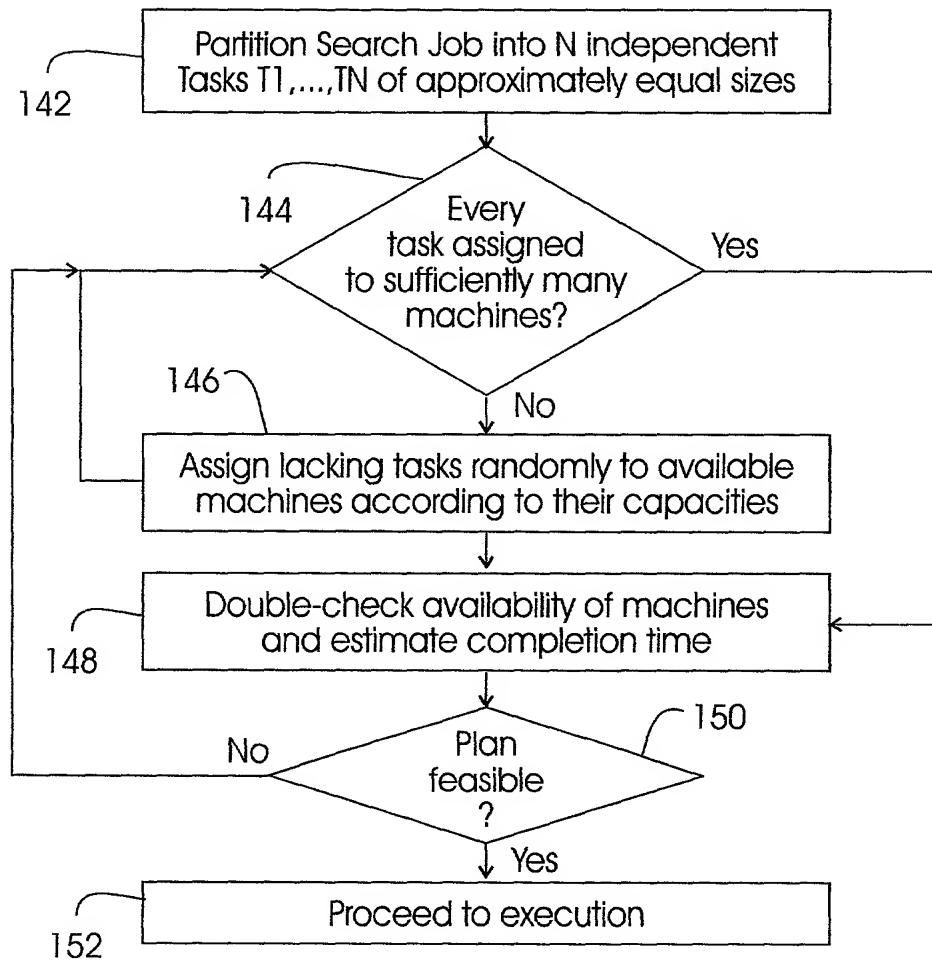 Partition Search Job into N independent
Tasks T1,...,TN of approximately equal sizes
142
144
Every
task assigned
to sufficiently many
machines?
Yes
146
No
Assign lacking tasks randomly to available
machines according to their capacities
Double-check availability of machines
and estimate completion time
148
150
No
Plan
feasible
?
Yes
Proceed to execution
152